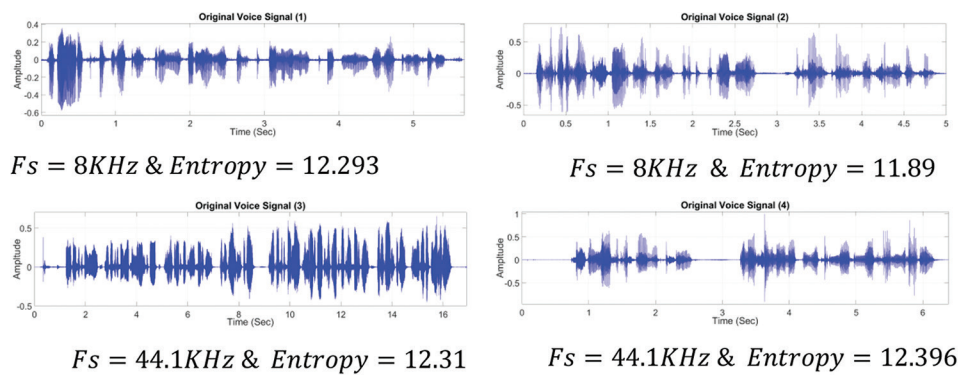 Original Voice Signal (1)
0.4
0.2
0
-0.2
-0.4
-0.6
Amplitude
0 1 2 3 4 5
Time (Sec)
Fs = 8KHz & Entropy = 12.293
Original Voice Signal (2)
0.5
0
-0.5
Amplitude
0 0.5 1 1.5 2 2.5 3 3.5 4 4.5 5
Time (Sec)
Fs = 8KHz & Entropy = 11.89
Original Voice Signal (3)
0.5
0
-0.5
Amplitude
0 2 4 6 8 10 12 14 16
Time (Sec)
Fs = 44.1KHz & Entropy = 12.31
Original Voice Signal (4)
1
0.5
0
-0.5
Amplitude
1 2 3 4 5 6
Time (Sec)
Fs = 44.1KHz & Entropy = 12.396